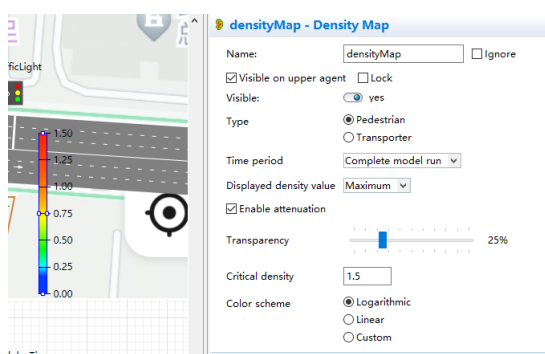 densityMap - Density Map
Name: densityMap Ignore
Visible on upper agent Lock
Visible: yes
Type Pedestrian
Transporter
Time period Complete model run
Displayed density value Maximum
Enable attenuation
Transparency 25%
Critical density 1.5
Color scheme Logarithmic
Linear
Custom
ficLight
1.50
1.25
1.00
0.75
0.50
0.25
0.00